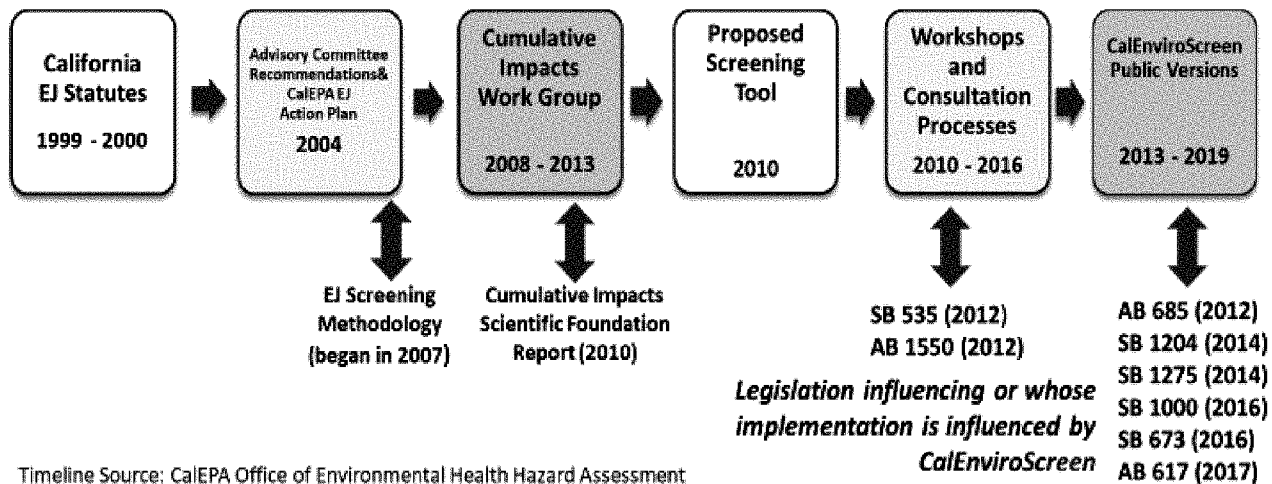 California
EJ Statutes
1999 - 2000
Advisory Committee
Recommendations&
CalEPA EJ
Action Plan
2004
Cumulative
Impacts
Work Group
2008 - 2013
Proposed
Screening
Tool
2010
Workshops
and
Consultation
Processes
2010 - 2016
CalEnviroScreen
Public Versions
2013 - 2019
EJ Screening
Methodology
(began in 2007)
Cumulative Impacts
Scientific Foundation
Report (2010)
SB 535 (2012)
AB 1550 (2012)
Legislation influencing or whose
implementation is influenced by
CalEnviroScreen
AB 685 (2012)
SB 1204 (2014)
SB 1275 (2014)
SB 1000 (2016)
SB 673 (2016)
AB 617 (2017)
Timeline Source: CalEPA Office of Environmental Health Hazard Assessment